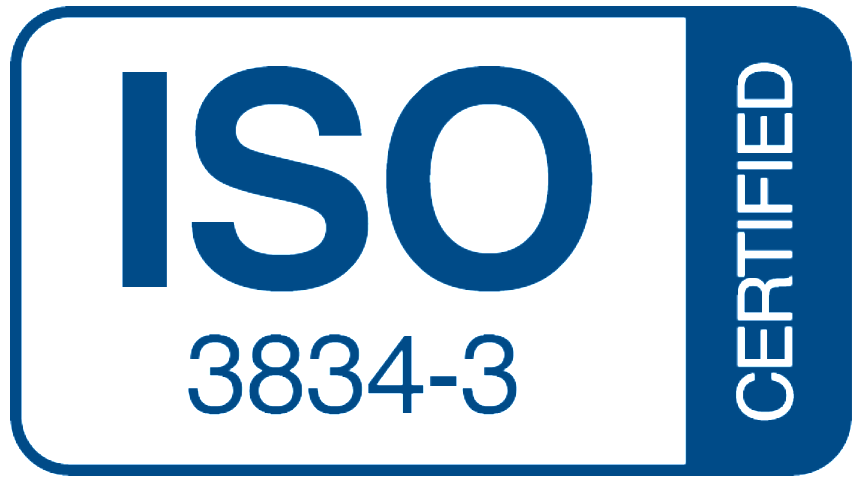 ISO
3834-3
CERTIFIED